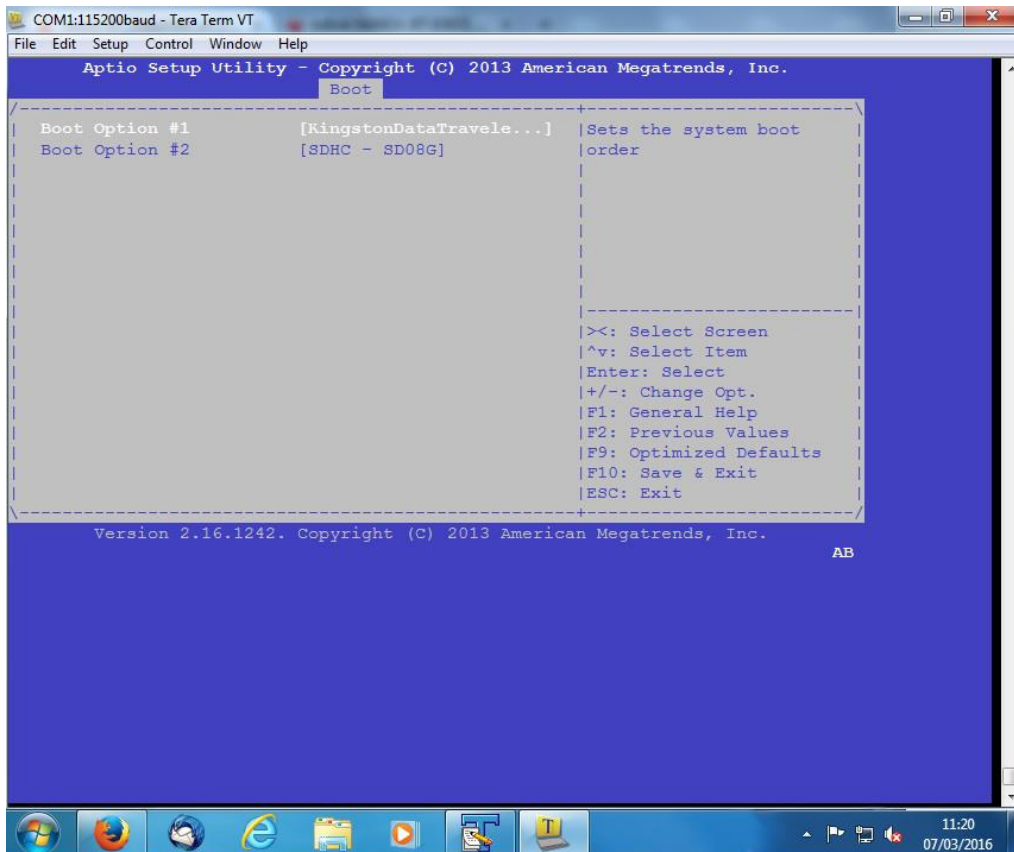 COM1:115200baud - Tera Term VT
File Edit Setup Control Window Help
Aptio Setup Utility - Copyright (C) 2013 American Megatrends, Inc.
Boot
/------------------------------------------------------+-------------------------\
| Boot Option #1 [KingstonDataTravele...] |Sets the system boot |
| Boot Option #2 [SDHC - SD08G] |order |
|-------------------------|
|><: Select Screen |
|^v: Select Item |
|Enter: Select |
|+/-: Change Opt. |
|F1: General Help |
|F2: Previous Values |
|F9: Optimized Defaults |
|F10: Save & Exit |
|ESC: Exit |
\------------------------------------------------------+-------------------------/
Version 2.16.1242. Copyright (C) 2013 American Megatrends, Inc.
AB
11:20
07/03/2016